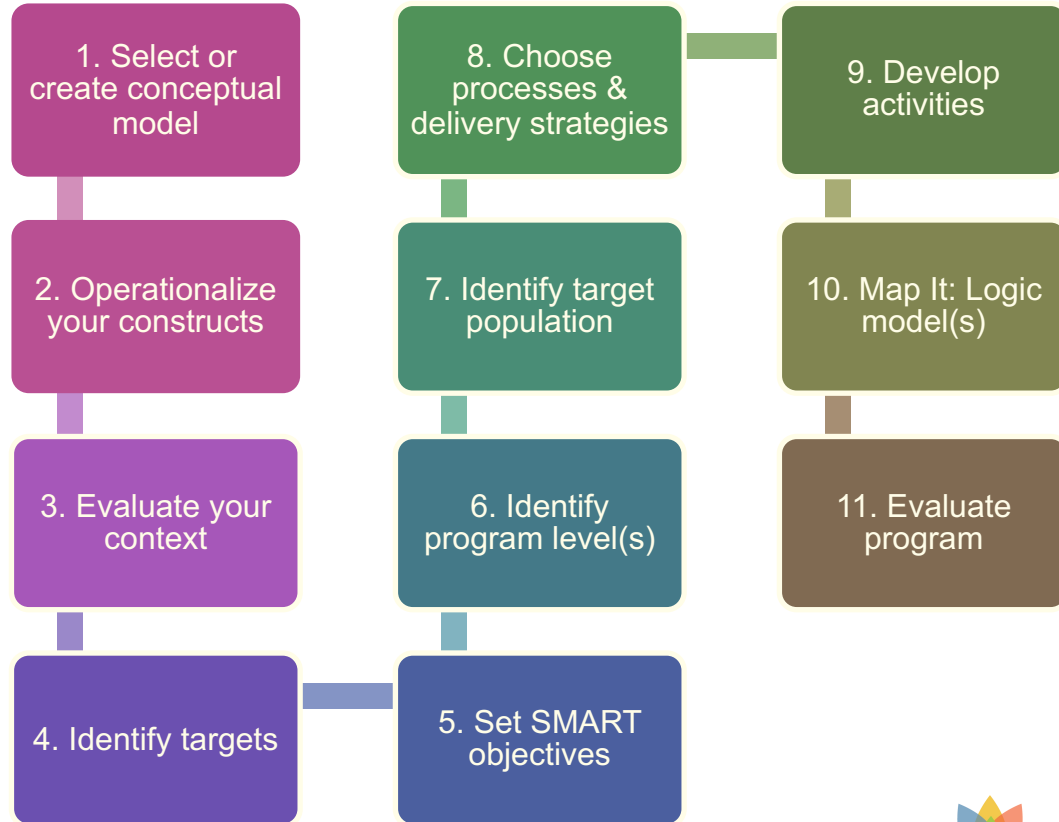 1. Select or
create conceptual
model
2. Operationalize
your constructs
3. Evaluate your
context
4. Identify targets
5. Set SMART
objectives
6. Identify
program level(s)
7. Identify target
population
8. Choose
processes &
delivery strategies
9. Develop
activities
10. Map It: Logic
model(s)
11. Evaluate
program